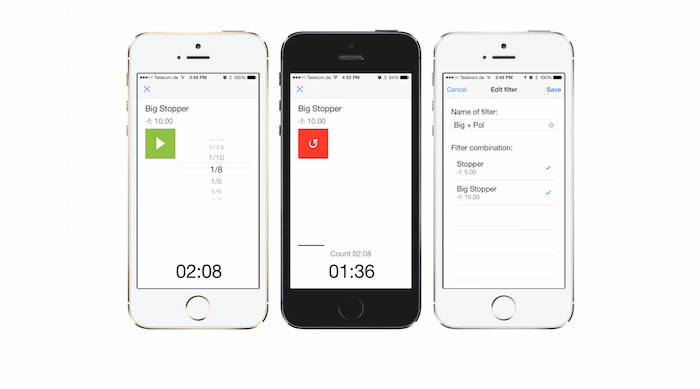 Telekom.de 3:48 PM 100%
Big Stopper
-f: 10.00
1/13
1/10
1/8
1/6
1/5
02:08
Telekom.de 4:52 PM 94%
Big Stopper
-f: 10.00
Count 02:08
01:36
Telekom.de 3:49 PM 100%
Cancel Edit filter Save
Name of filter:
Big + Pol
Filter combination:
Stopper
-f: 5.00
Big Stopper
-f: 10.00